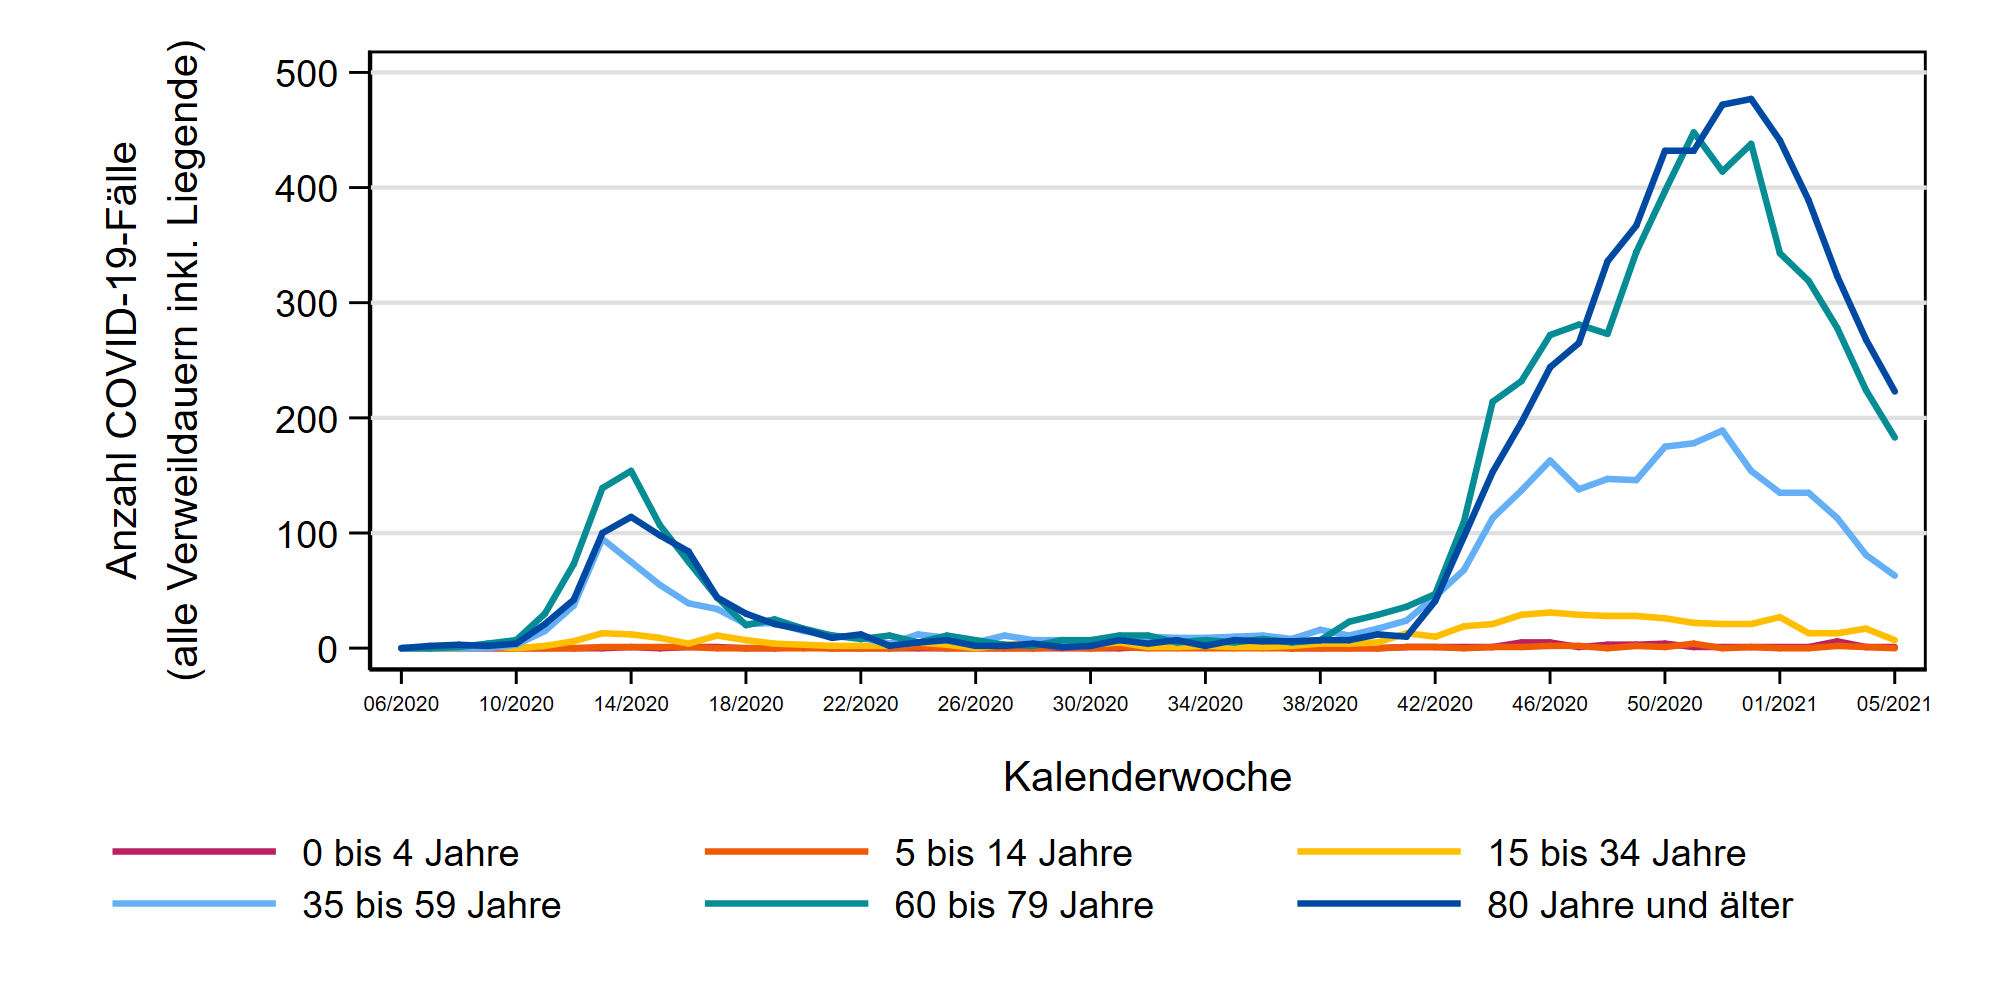 Anzahl COVID-19-Fälle
(alle Verweildauern inkl. Liegende)
500
400
300
200
100
0
06/2020 10/2020 14/2020 18/2020 22/2020 26/2020 30/2020 34/2020 38/2020 42/2020 46/2020 50/2020 01/2021 05/2021
Kalenderwoche
0 bis 4 Jahre 5 bis 14 Jahre 15 bis 34 Jahre
35 bis 59 Jahre 60 bis 79 Jahre 80 Jahre und älter